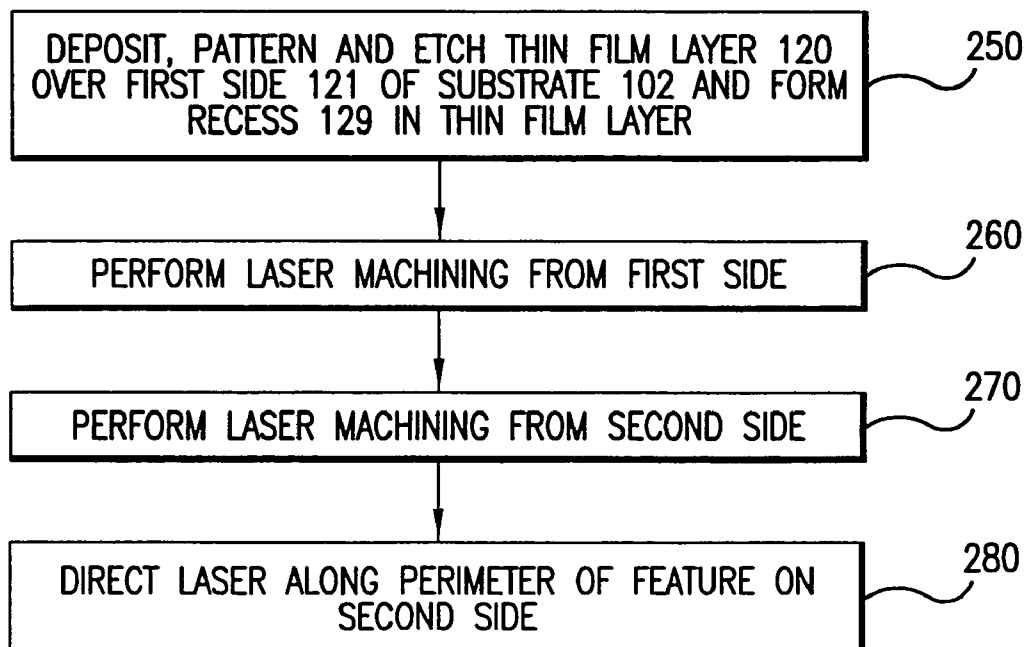 DEPOSIT, PATTERN AND ETCH THIN FILM LAYER 120
OVER FIRST SIDE 121 OF SUBSTRATE 102 AND FORM
RECESS 129 IN THIN FILM LAYER
250
PERFORM LASER MACHINING FROM FIRST SIDE
260
PERFORM LASER MACHINING FROM SECOND SIDE
270
DIRECT LASER ALONG PERIMETER OF FEATURE ON
SECOND SIDE
280